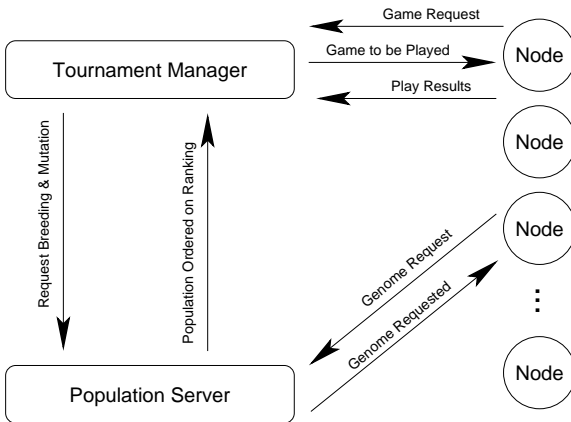 Game Request
Game to be Played
Play Results
Tournament Manager
Node
Node
Request Breeding & Mutation
Population Ordered on Ranking
Genome Request
Genome Requested
Node
...
Node
Population Server